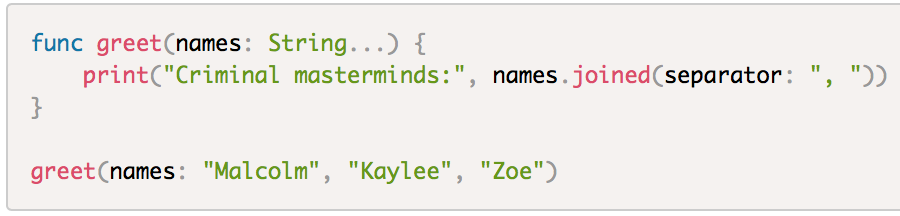 func greet(names: String...) {
    print("Criminal masterminds:", names.joined(separator: ", "))
}
greet(names: "Malcolm", "Kaylee", "Zoe")